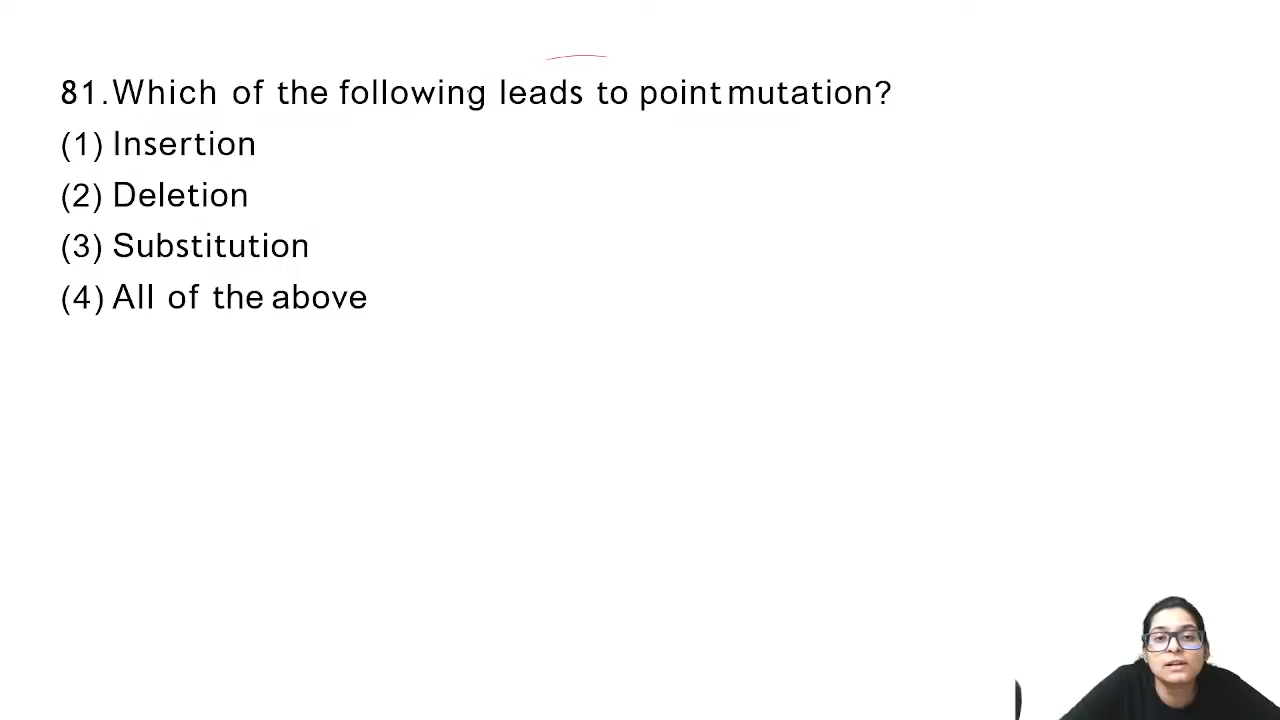 81.Which of the following leads to point mutation?
(1) Insertion
(2) Deletion
(3) Substitution
(4) All of the above